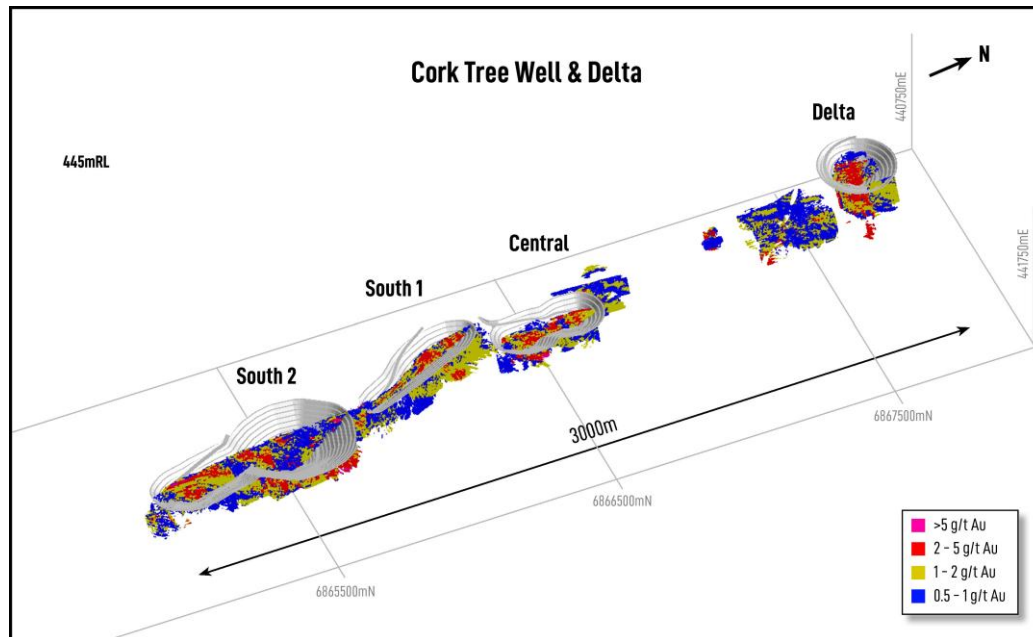 Cork Tree Well & Delta
N
440750mE
Delta
445mRL
Central
441750mE
South 1
South 2
3000m
6867500mN
6866500mN
6865500mN
>5 g/t Au
2 – 5 g/t Au
1 – 2 g/t Au
0.5 – 1 g/t Au